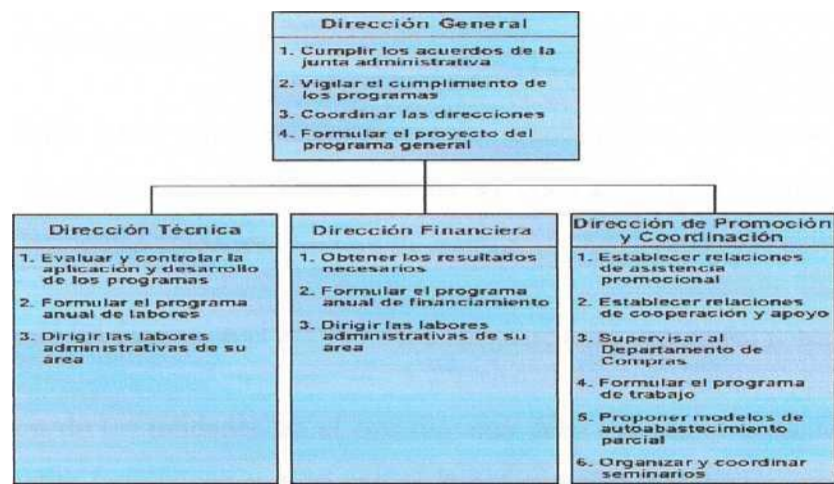 Dirección General
1. Cumplir los acuerdos de la
junta administrativa
2. Vigilar el cumplimiento de
los programas
3. Coordinar las direcciones
4. Formular el proyecto del
programa general
Dirección Técnica
1. Evaluar y controlar la
aplicación y desarrollo
de los programas
2. Formular el programa
anual de labores
3. Dirigir las labores
administrativas de su
area
Dirección Financiera
1. Obtener los resultados
necesarios
2. Formular el programa
anual de financiamiento
3. Dirigir las labores
administrativas de su
area
Dirección de Promoción
y Coordinación
1. Establecer relaciones
de asistencia
promocional
2. Establecer relaciones
de cooperación y apoyo
3. Supervisar al
Departamento de
Compras
4. Formular el programa
de trabajo
5. Proponer modelos de
autoabastecimiento
parcial
6. Organizar y coordinar
seminarios